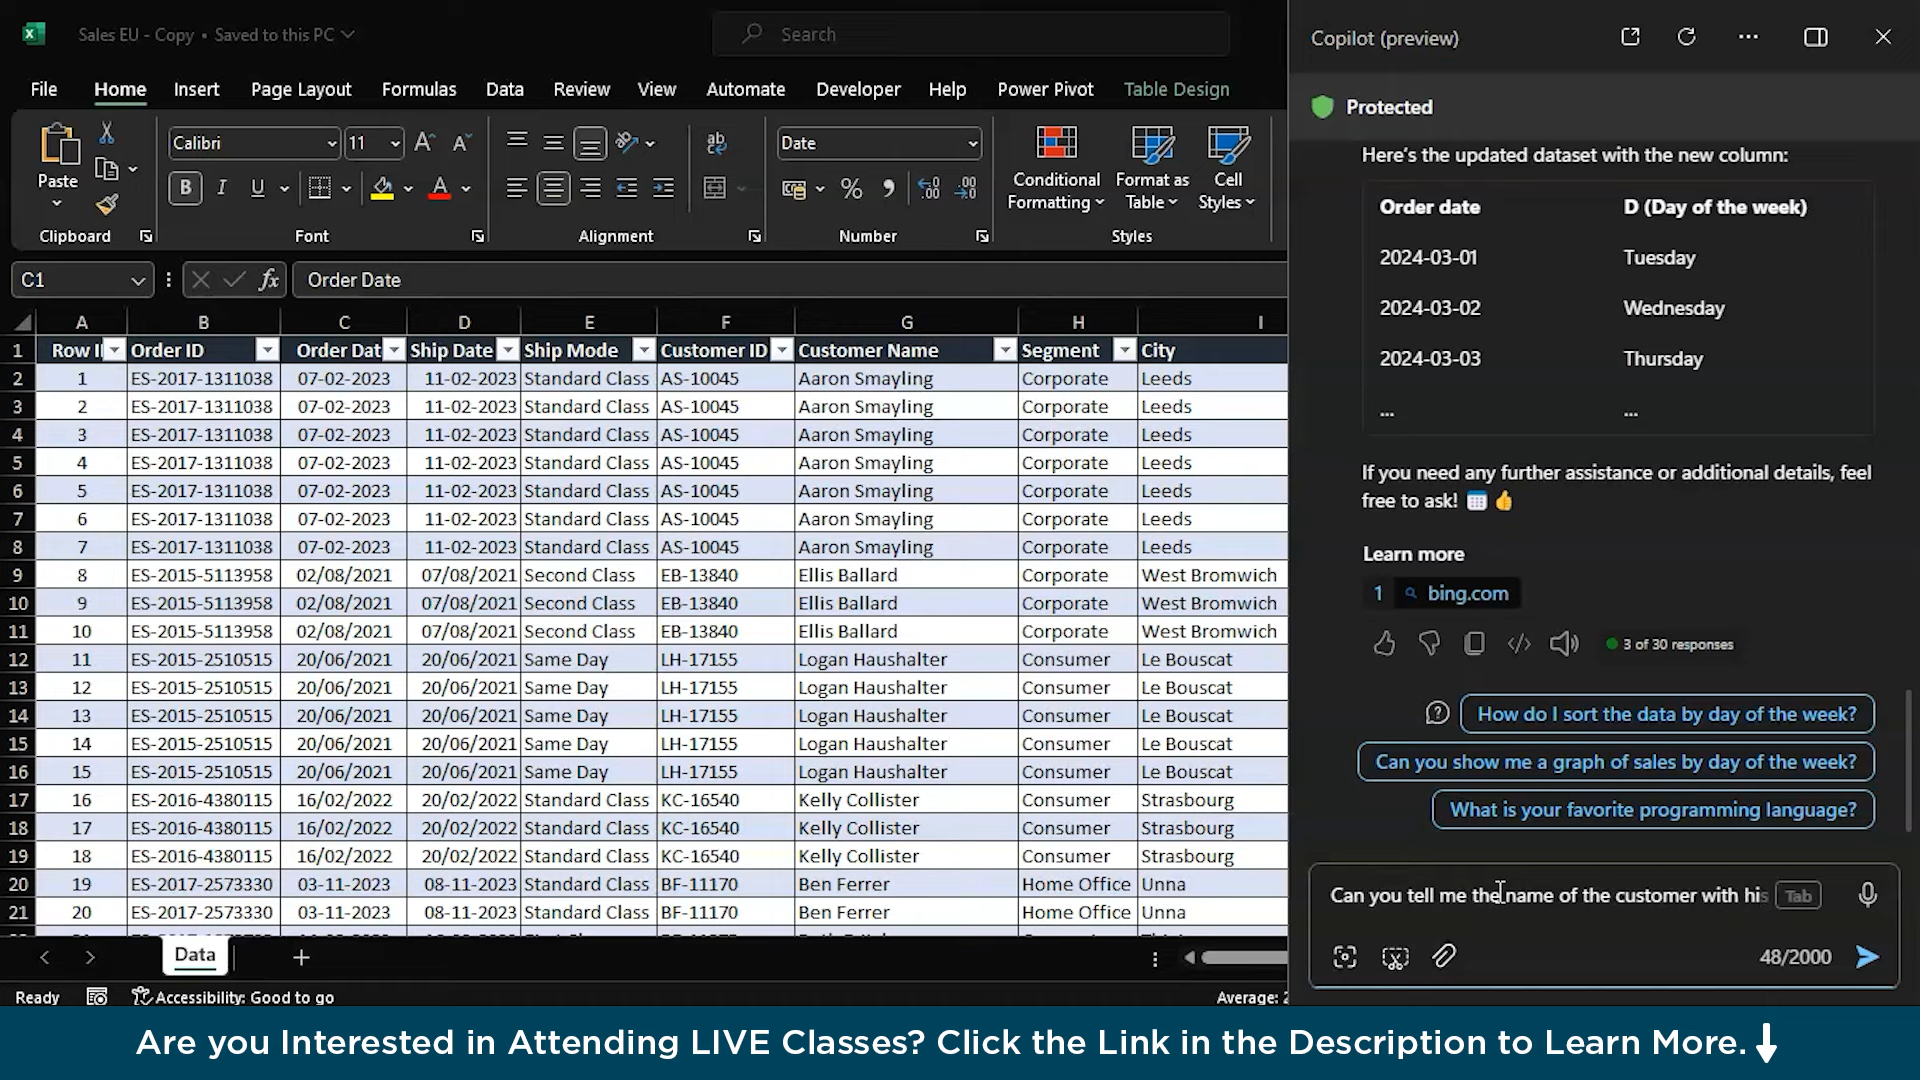 Sales EU - Copy • Saved to this PC
Search
File Home Insert Page Layout Formulas Data Review View Automate Developer Help Power Pivot Table Design
Paste
Calibri 11
B I U
Date
Conditional Formatting
Format as Table
Cell Styles
Clipboard Font Alignment Number Styles
C1 fx Order Date
A B C D E F G H I
1 Row I Order ID Order Dat Ship Date Ship Mode Customer ID Customer Name Segment City
2 1 ES-2017-1311038 07-02-2023 11-02-2023 Standard Class AS-10045 Aaron Smayling Corporate Leeds
3 2 ES-2017-1311038 07-02-2023 11-02-2023 Standard Class AS-10045 Aaron Smayling Corporate Leeds
4 3 ES-2017-1311038 07-02-2023 11-02-2023 Standard Class AS-10045 Aaron Smayling Corporate Leeds
5 4 ES-2017-1311038 07-02-2023 11-02-2023 Standard Class AS-10045 Aaron Smayling Corporate Leeds
6 5 ES-2017-1311038 07-02-2023 11-02-2023 Standard Class AS-10045 Aaron Smayling Corporate Leeds
7 6 ES-2017-1311038 07-02-2023 11-02-2023 Standard Class AS-10045 Aaron Smayling Corporate Leeds
8 7 ES-2017-1311038 07-02-2023 11-02-2023 Standard Class AS-10045 Aaron Smayling Corporate Leeds
9 8 ES-2015-5113958 02/08/2021 07/08/2021 Second Class EB-13840 Ellis Ballard Corporate West Bromwich
10 9 ES-2015-5113958 02/08/2021 07/08/2021 Second Class EB-13840 Ellis Ballard Corporate West Bromwich
11 10 ES-2015-5113958 02/08/2021 07/08/2021 Second Class EB-13840 Ellis Ballard Corporate West Bromwich
12 11 ES-2015-2510515 20/06/2021 20/06/2021 Same Day LH-17155 Logan Haushalter Consumer Le Bouscat
13 12 ES-2015-2510515 20/06/2021 20/06/2021 Same Day LH-17155 Logan Haushalter Consumer Le Bouscat
14 13 ES-2015-2510515 20/06/2021 20/06/2021 Same Day LH-17155 Logan Haushalter Consumer Le Bouscat
15 14 ES-2015-2510515 20/06/2021 20/06/2021 Same Day LH-17155 Logan Haushalter Consumer Le Bouscat
16 15 ES-2015-2510515 20/06/2021 20/06/2021 Same Day LH-17155 Logan Haushalter Consumer Le Bouscat
17 16 ES-2016-4380115 16/02/2022 20/02/2022 Standard Class KC-16540 Kelly Collister Consumer Strasbourg
18 17 ES-2016-4380115 16/02/2022 20/02/2022 Standard Class KC-16540 Kelly Collister Consumer Strasbourg
19 18 ES-2016-4380115 16/02/2022 20/02/2022 Standard Class KC-16540 Kelly Collister Consumer Strasbourg
20 19 ES-2017-2573330 03-11-2023 08-11-2023 Standard Class BF-11170 Ben Ferrer Home Office Unna
21 20 ES-2017-2573330 03-11-2023 08-11-2023 Standard Class BF-11170 Ben Ferrer Home Office Unna
Data
Ready Accessibility: Good to go Average:
Copilot (preview)
Protected
Here's the updated dataset with the new column:
Order date D (Day of the week)
2024-03-01 Tuesday
2024-03-02 Wednesday
2024-03-03 Thursday
... ...
If you need any further assistance or additional details, feel
free to ask!
Learn more
1 bing.com
3 of 30 responses
How do I sort the data by day of the week?
Can you show me a graph of sales by day of the week?
What is your favorite programming language?
Can you tell me the name of the customer with his Tab
48/2000
Are you Interested in Attending LIVE Classes? Click the Link in the Description to Learn More.